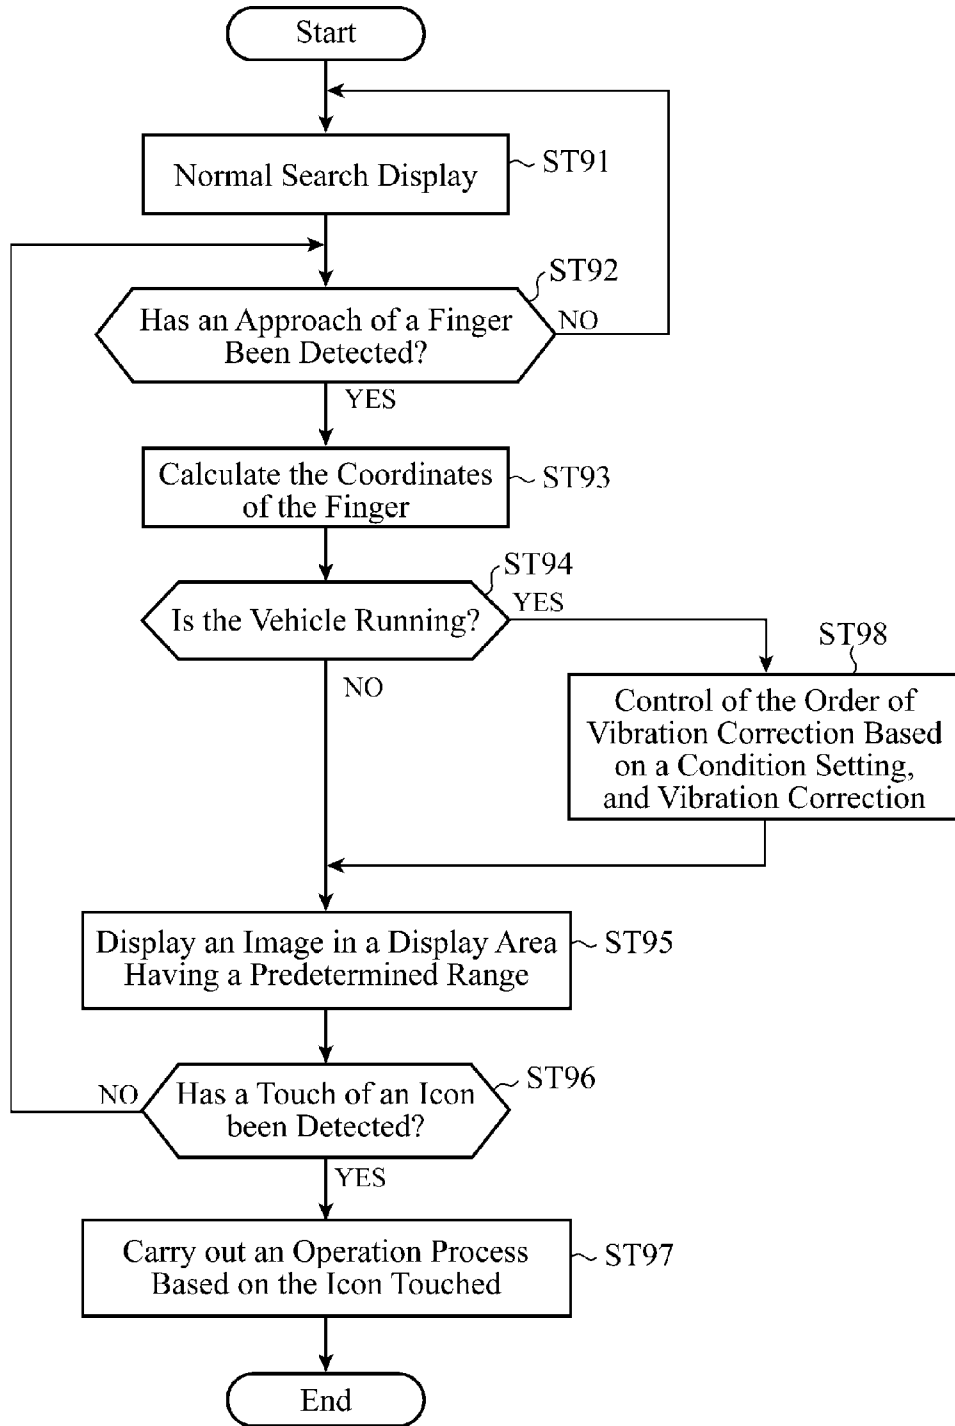 Start
Normal Search Display
ST91
ST92
Has an Approach of a Finger
Been Detected?
NO
YES
Calculate the Coordinates
of the Finger
ST93
ST94
Is the Vehicle Running?
YES
NO
ST98
Control of the Order of
Vibration Correction Based
on a Condition Setting,
and Vibration Correction
Display an Image in a Display Area
Having a Predetermined Range
ST95
ST96
Has a Touch of an Icon
been Detected?
NO
YES
Carry out an Operation Process
Based on the Icon Touched
ST97
End